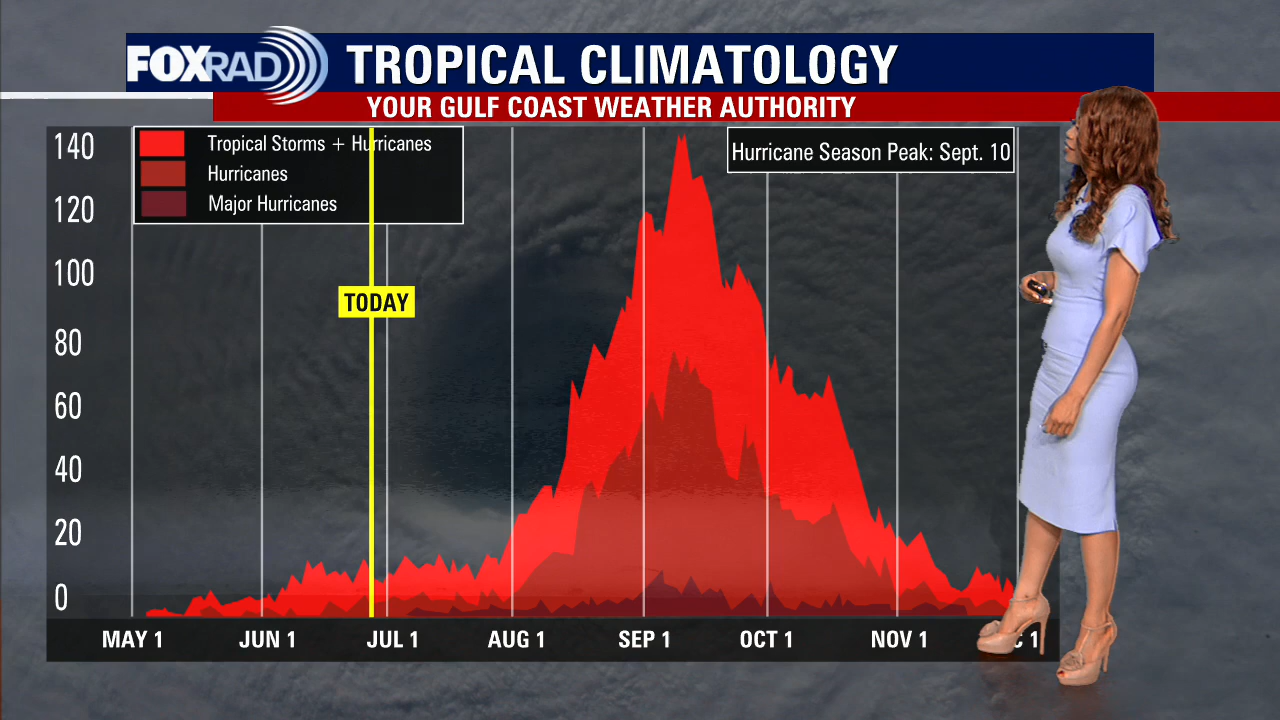 FOXRAD
TROPICAL CLIMATOLOGY
YOUR GULF COAST WEATHER AUTHORITY
140
120
100
80
60
40
20
0
Tropical Storms + Hurricanes
Hurricanes
Major Hurricanes
Hurricane Season Peak: Sept. 10
TODAY
MAY 1 JUN 1 JUL 1 AUG 1 SEP 1 OCT 1 NOV 1 C 1